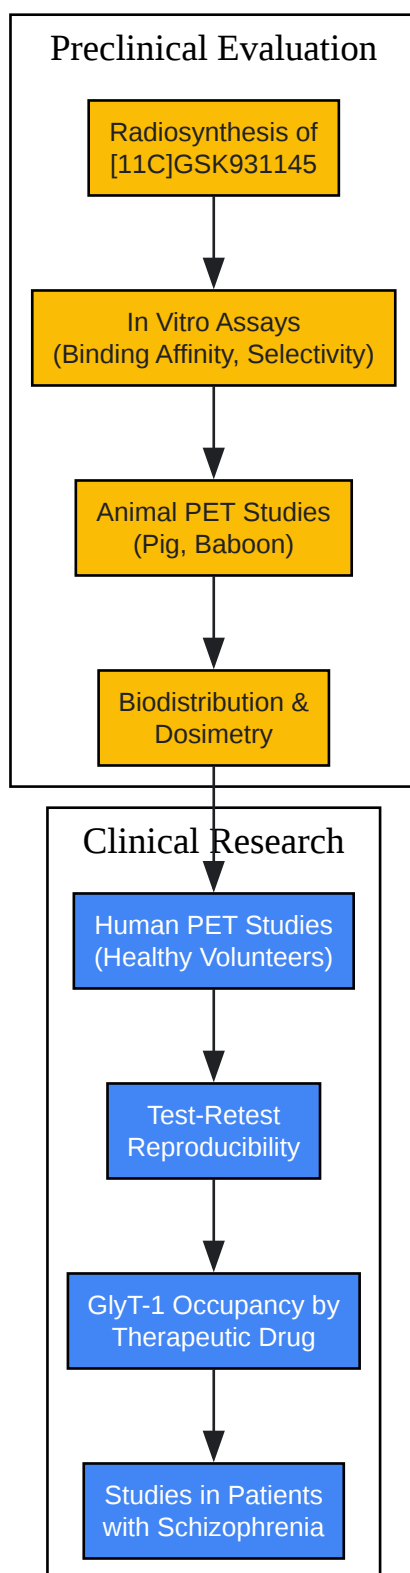 Preclinical Evaluation
Radiosynthesis of
[11C]GSK931145
In Vitro Assays
(Binding Affinity, Selectivity)
Animal PET Studies
(Pig, Baboon)
Biodistribution &
Dosimetry
Clinical Research
Human PET Studies
(Healthy Volunteers)
Test-Retest
Reproducibility
GlyT-1 Occupancy by
Therapeutic Drug
Studies in Patients
with Schizophrenia